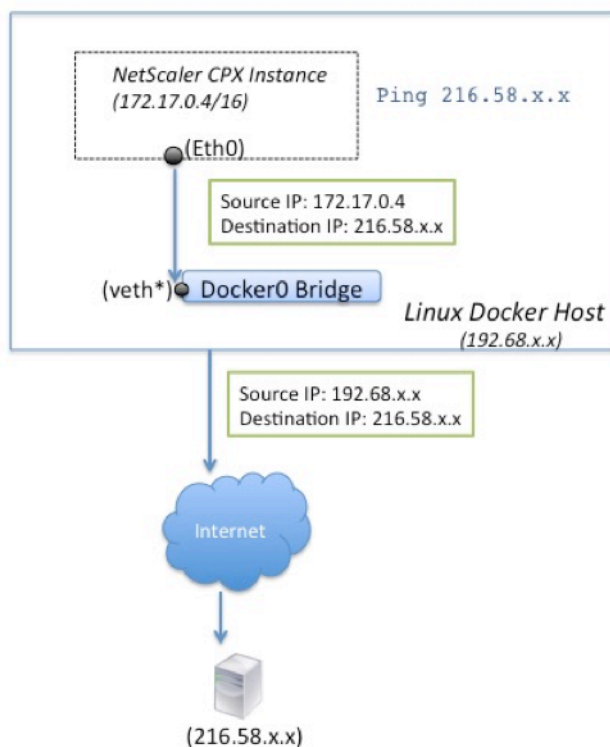 NetScaler CPX Instance
(172.17.0.4/16)
Ping 216.58.x.x
(Eth0)
Source IP: 172.17.0.4
Destination IP: 216.58.x.x
(veth*)
Docker0 Bridge
Linux Docker Host
(192.68.x.x)
Source IP: 192.68.x.x
Destination IP: 216.58.x.x
Internet
(216.58.x.x)